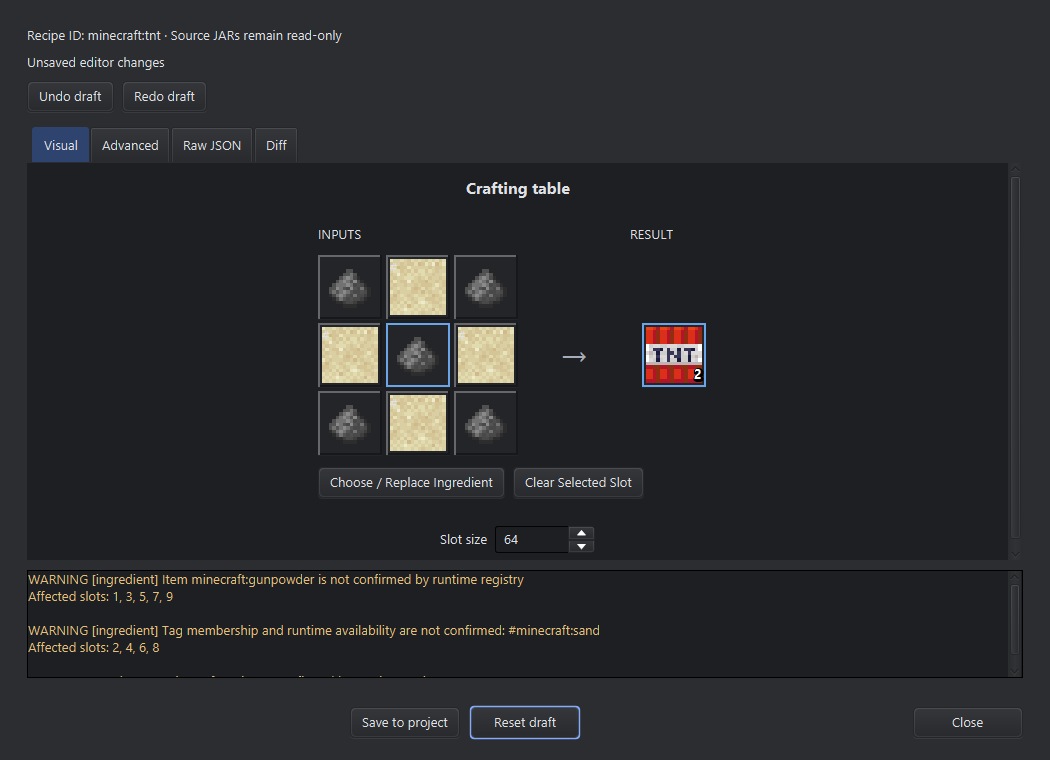 Recipe ID: minecraft:tnt · Source JARs remain read-only
Unsaved editor changes
Undo draft
Redo draft
Visual
Advanced
Raw JSON
Diff
Crafting table
INPUTS
RESULT
TNT
2
Choose / Replace Ingredient
Clear Selected Slot
Slot size
64
WARNING [ingredient] Item minecraft:gunpowder is not confirmed by runtime registry
Affected slots: 1, 3, 5, 7, 9
WARNING [ingredient] Tag membership and runtime availability are not confirmed: #minecraft:sand
Affected slots: 2, 4, 6, 8
Save to project
Reset draft
Close